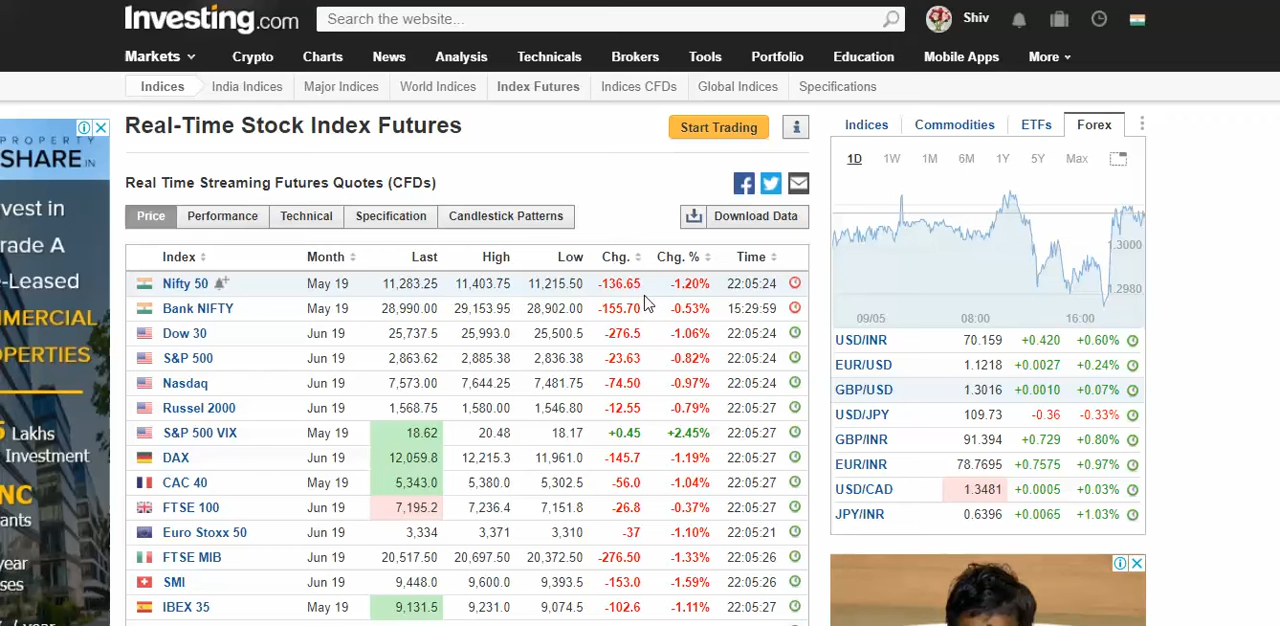 Investing.com
Search the website...
Shiv
Markets Crypto Charts News Technicals Analysis Brokers Tools Portfolio Education Mobile Apps More
Indices India Indices Major Indices World Indices Index Futures Indices CFDs Global Indices Specifications
Real-Time Stock Index Futures
Start Trading
Real Time Streaming Futures Quotes (CFDs)
Price Performance Technical Specification Candlestick Patterns Download Data
Index Month Last High Low Chg. Chg. % Time
Nifty 50 May 19 11,283.25 11,403.75 11,215.50 -136.65 -1.20% 22:05:24
Bank NIFTY May 19 28,990.00 29,153.95 28,902.00 -155.70 -0.53% 15:29:59
Dow 30 Jun 19 25,737.5 25,993.0 25,500.5 -276.5 -1.06% 22:05:24
S&P 500 Jun 19 2,863.62 2,885.38 2,836.38 -23.63 -0.82% 22:05:24
Nasdaq Jun 19 7,573.00 7,644.25 7,481.75 -74.50 -0.97% 22:05:24
Russel 2000 Jun 19 1,568.75 1,580.00 1,546.80 -12.55 -0.79% 22:05:27
S&P 500 VIX May 19 18.62 20.48 18.17 +0.45 +2.45% 22:05:27
DAX Jun 19 12,059.8 12,215.3 11,961.0 -145.7 -1.19% 22:05:27
CAC 40 May 19 5,343.0 5,380.0 5,302.5 -56.0 -1.04% 22:05:27
FTSE 100 Jun 19 7,195.2 7,236.4 7,151.8 -26.8 -0.37% 22:05:27
Euro Stoxx 50 Jun 19 3,334 3,371 3,310 -37 -1.10% 22:05:21
FTSE MIB Jun 19 20,517.50 20,697.50 20,372.50 -276.50 -1.33% 22:05:26
SMI Jun 19 9,448.0 9,600.0 9,393.5 -153.0 -1.59% 22:05:26
IBEX 35 May 19 9,131.5 9,231.0 9,074.5 -102.6 -1.11% 22:05:27
Indices Commodities ETFs Forex
1D 1W 1M 6M 1Y 5Y Max
1.3000
1.2980
09/05 08:00 16:00
USD/INR 70.159 +0.420 +0.60%
EUR/USD 1.1218 +0.0027 +0.24%
GBP/USD 1.3016 +0.0010 +0.07%
USD/JPY 109.73 -0.36 -0.33%
GBP/INR 91.394 +0.729 +0.80%
EUR/INR 78.7695 +0.7575 +0.97%
USD/CAD 1.3481 +0.0005 +0.03%
JPY/INR 0.6396 +0.0065 +1.03%
PROPERTY
SHARE.IN
vest in
rade A
e-Leased
MMERCIAL
OPERTIES
5 Lakhs
Investment
NC
ants
year
ses